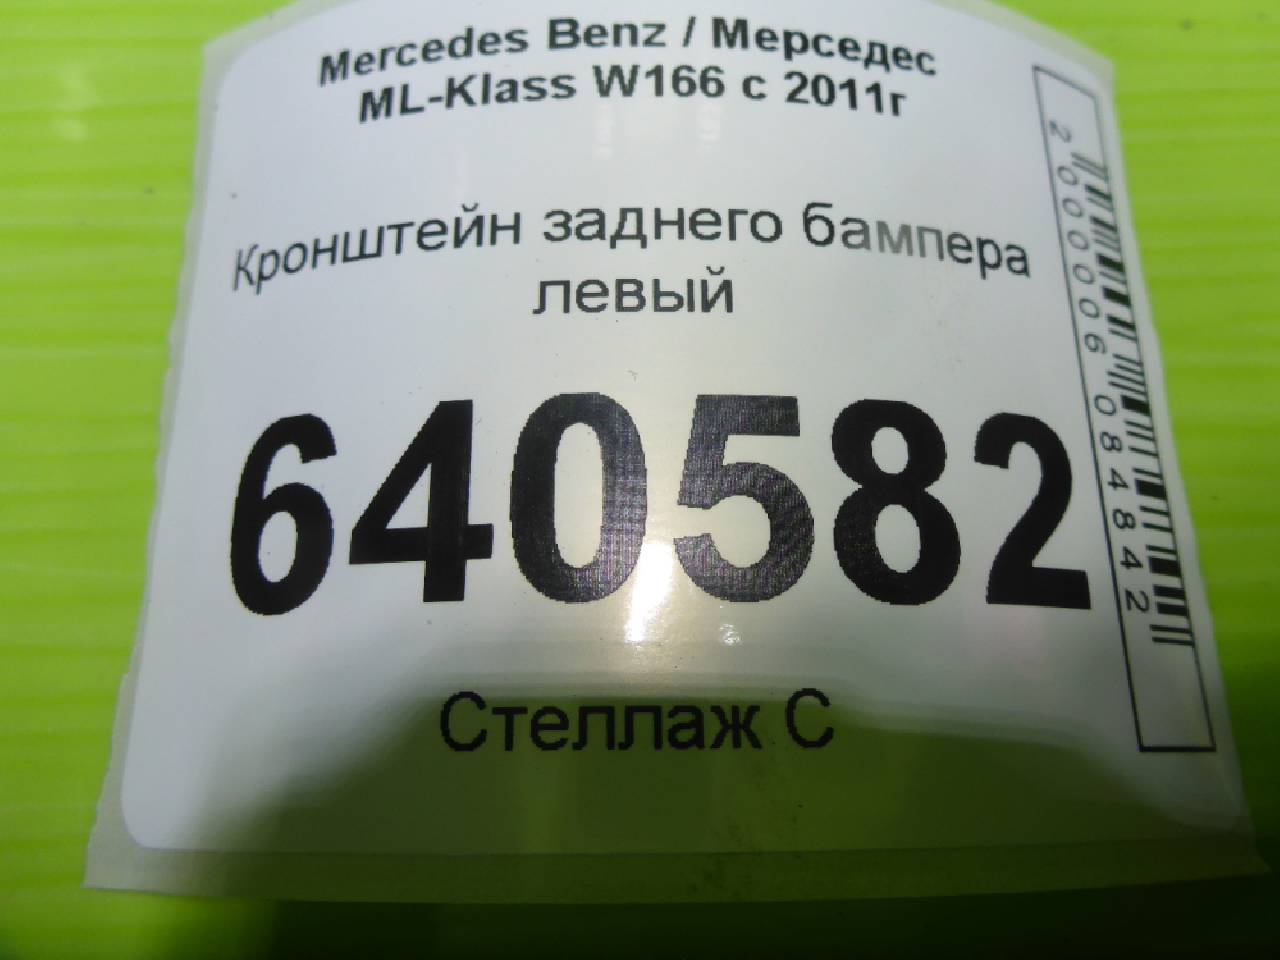 Mercedes Benz / Мерседес
ML-Klass W166 с 2011г
Кронштейн заднего бампера
левый
640582
Стеллаж С
2000006084842